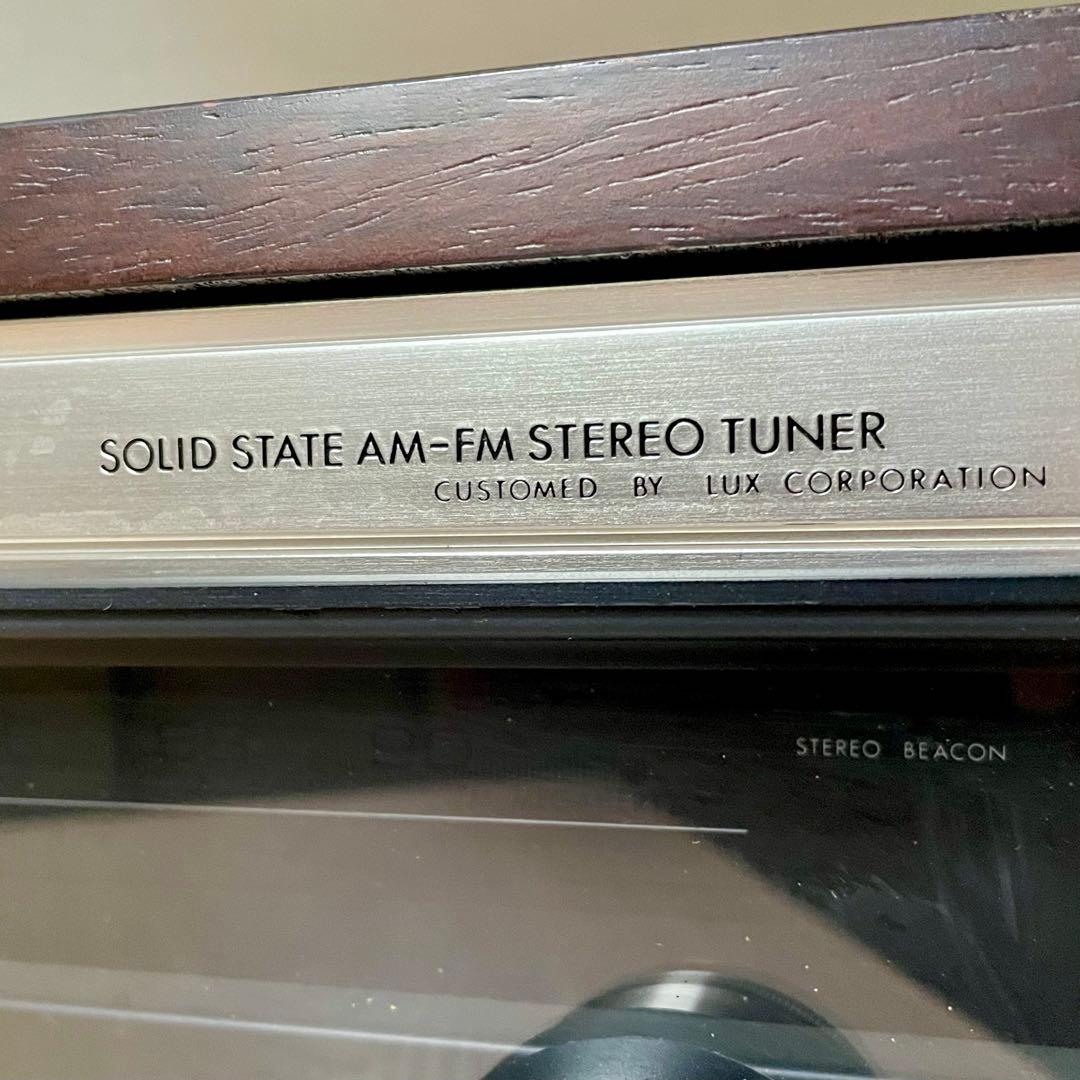 SOLID STATE AM-FM STEREO TUNER
CUSTOMED BY LUX CORPORATION
STEREO BEACON